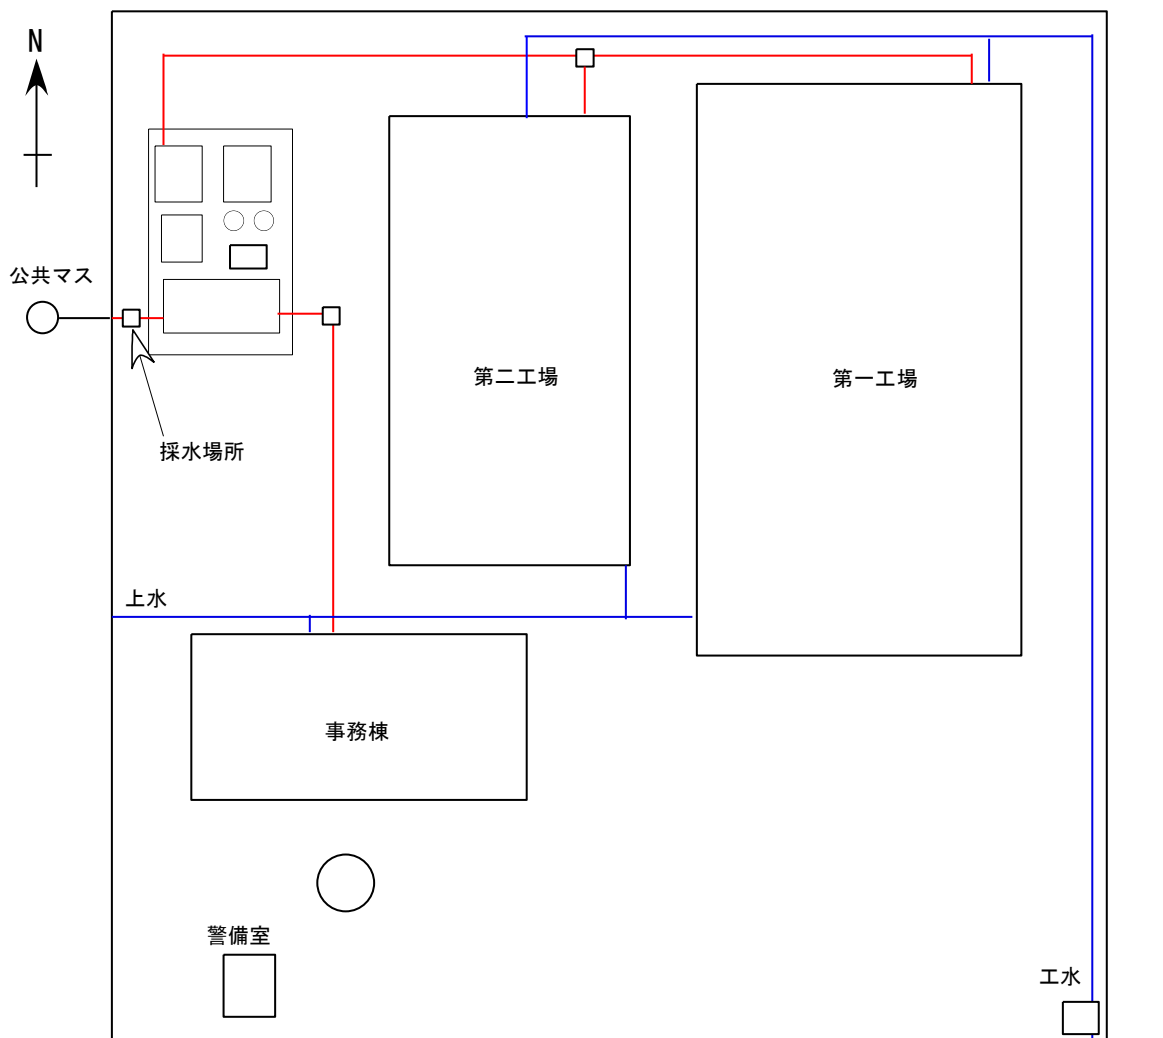 N
公共マス
第二工場
第一工場
採水場所
上水
事務棟
警備室
工水